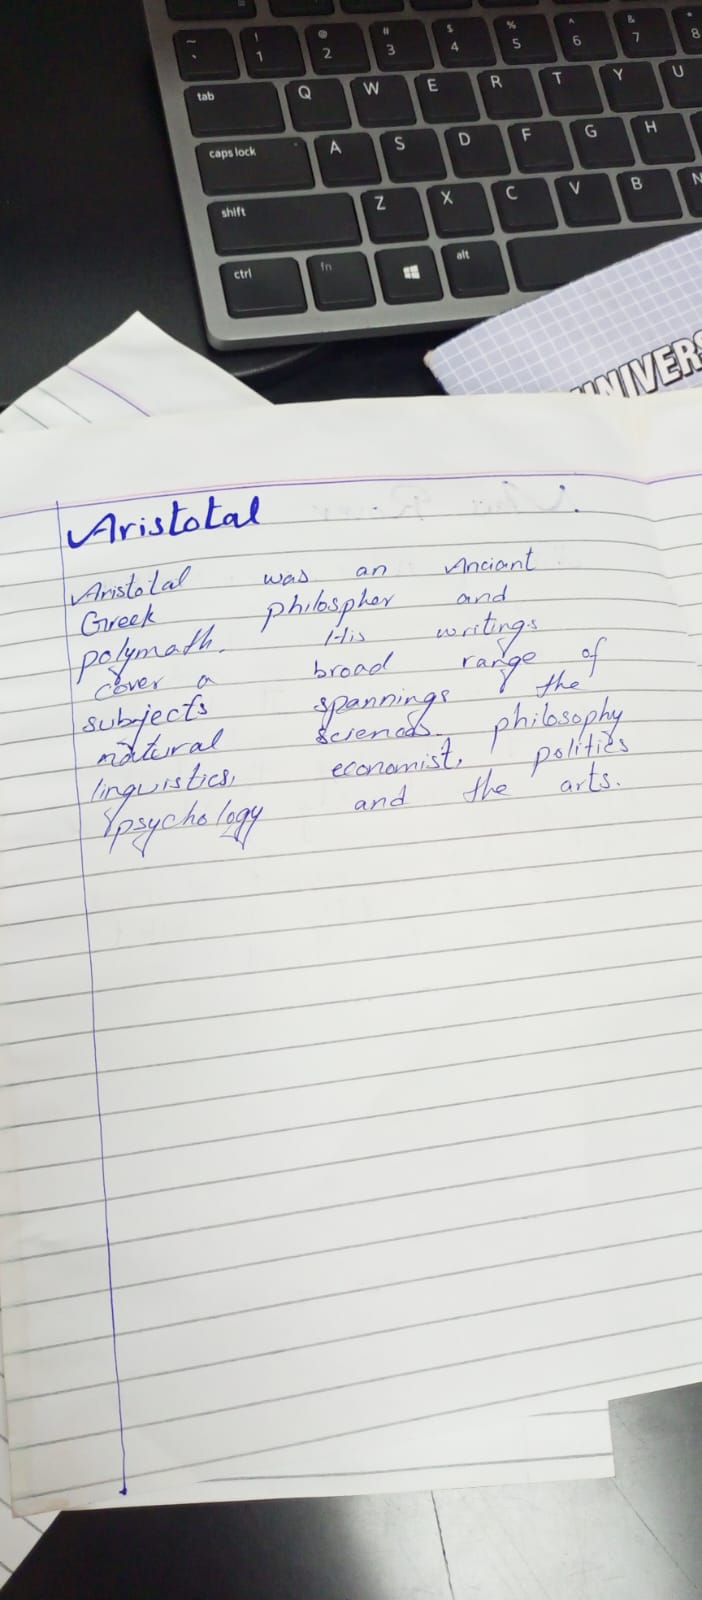 ~ ! @ # $ % ^ & *
` 1 2 3 4 5 6 7 8
tab Q W E R T Y U
caps lock A S D F G H
shift Z X C V B N
ctrl fn alt
UNIVERS
Aristotal
Aristotal was an Anciant
Greek philospher and
polymath. His writings
cover a broad range of
subjects spannings the
natural sciences. philosophy
linguistics, economist, politics
psychology and the arts.